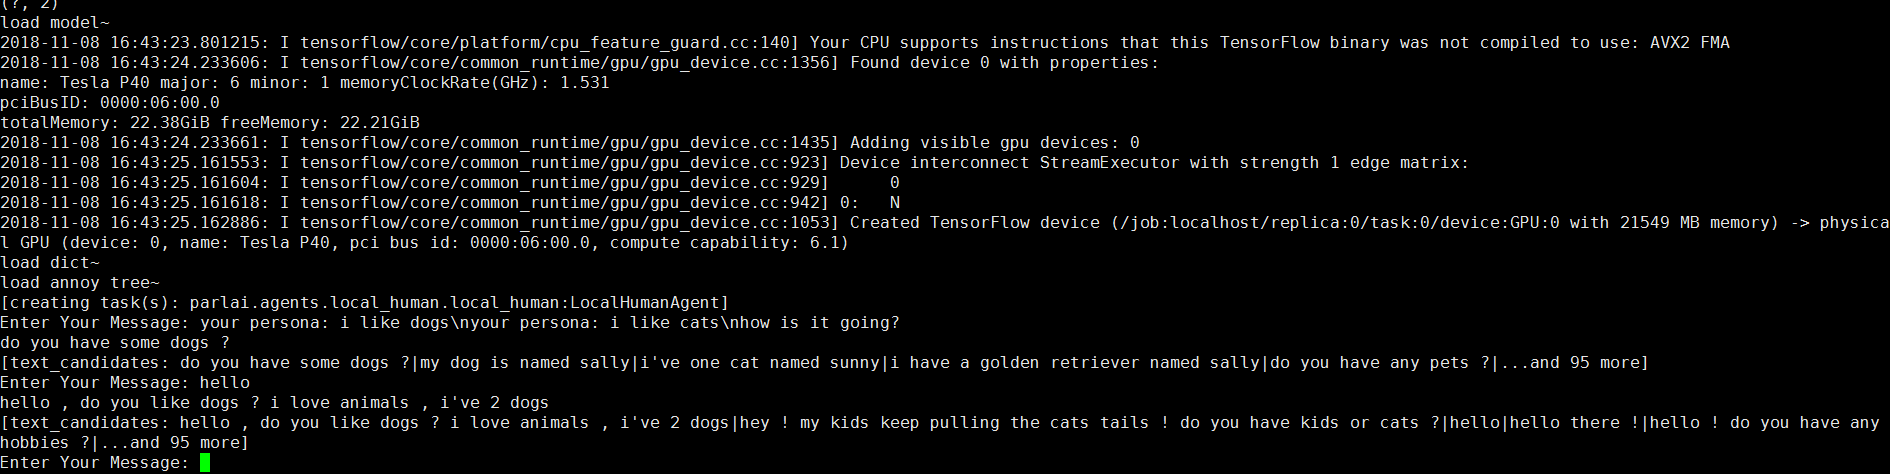 (?, 2)
load model~
2018-11-08 16:43:23.801215: I tensorflow/core/platform/cpu_feature_guard.cc:140] Your CPU supports instructions that this TensorFlow binary was not compiled to use: AVX2 FMA
2018-11-08 16:43:24.233606: I tensorflow/core/common_runtime/gpu/gpu_device.cc:1356] Found device 0 with properties:
name: Tesla P40 major: 6 minor: 1 memoryClockRate(GHz): 1.531
pciBusID: 0000:06:00.0
totalMemory: 22.38GiB freeMemory: 22.21GiB
2018-11-08 16:43:24.233661: I tensorflow/core/common_runtime/gpu/gpu_device.cc:1435] Adding visible gpu devices: 0
2018-11-08 16:43:25.161553: I tensorflow/core/common_runtime/gpu/gpu_device.cc:923] Device interconnect StreamExecutor with strength 1 edge matrix:
2018-11-08 16:43:25.161604: I tensorflow/core/common_runtime/gpu/gpu_device.cc:929]      0
2018-11-08 16:43:25.161618: I tensorflow/core/common_runtime/gpu/gpu_device.cc:942] 0:   N
2018-11-08 16:43:25.162886: I tensorflow/core/common_runtime/gpu/gpu_device.cc:1053] Created TensorFlow device (/job:localhost/replica:0/task:0/device:GPU:0 with 21549 MB memory) -> physica
l GPU (device: 0, name: Tesla P40, pci bus id: 0000:06:00.0, compute capability: 6.1)
load dict~
load annoy tree~
[creating task(s): parlai.agents.local_human.local_human:LocalHumanAgent]
Enter Your Message: your persona: i like dogs\nyour persona: i like cats\nhow is it going?
do you have some dogs ?
[text_candidates: do you have some dogs ?|my dog is named sally|i've one cat named sunny|i have a golden retriever named sally|do you have any pets ?|...and 95 more]
Enter Your Message: hello
hello , do you like dogs ? i love animals , i've 2 dogs
[text_candidates: hello , do you like dogs ? i love animals , i've 2 dogs|hey ! my kids keep pulling the cats tails ! do you have kids or cats ?|hello|hello there !|hello ! do you have any
hobbies ?|...and 95 more]
Enter Your Message: